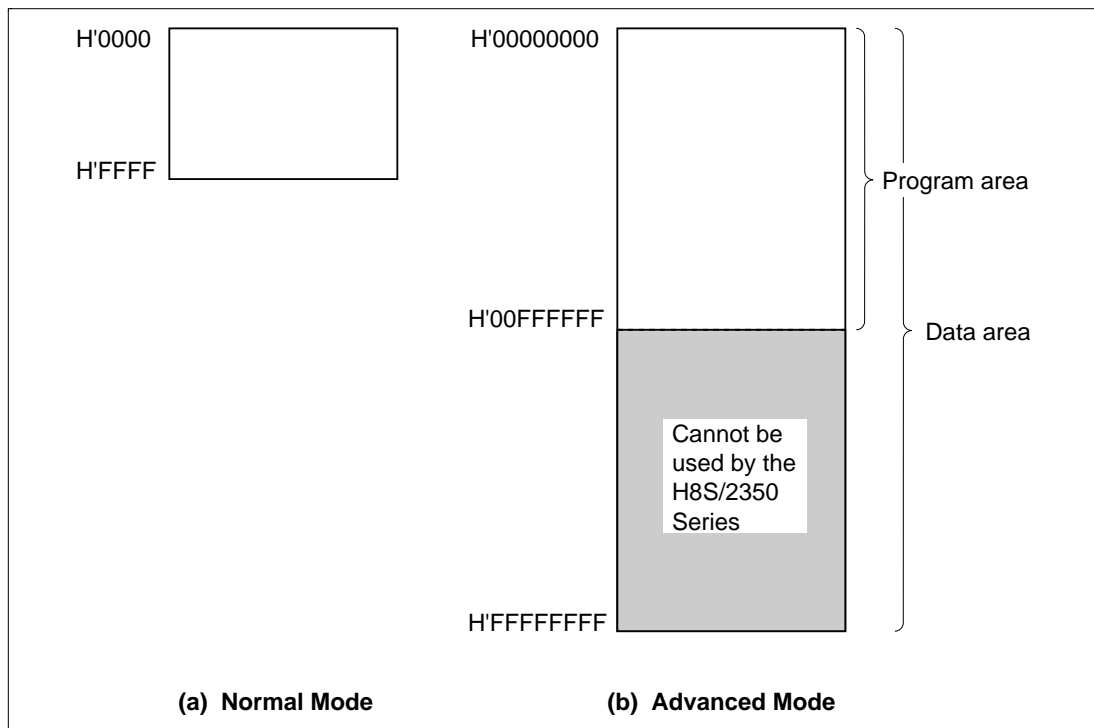 H'0000
H'FFFF
H'00000000
H'00FFFFFF
H'FFFFFFFF
Program area
Data area
Cannot be
used by the
H8S/2350
Series
(a) Normal Mode
(b) Advanced Mode